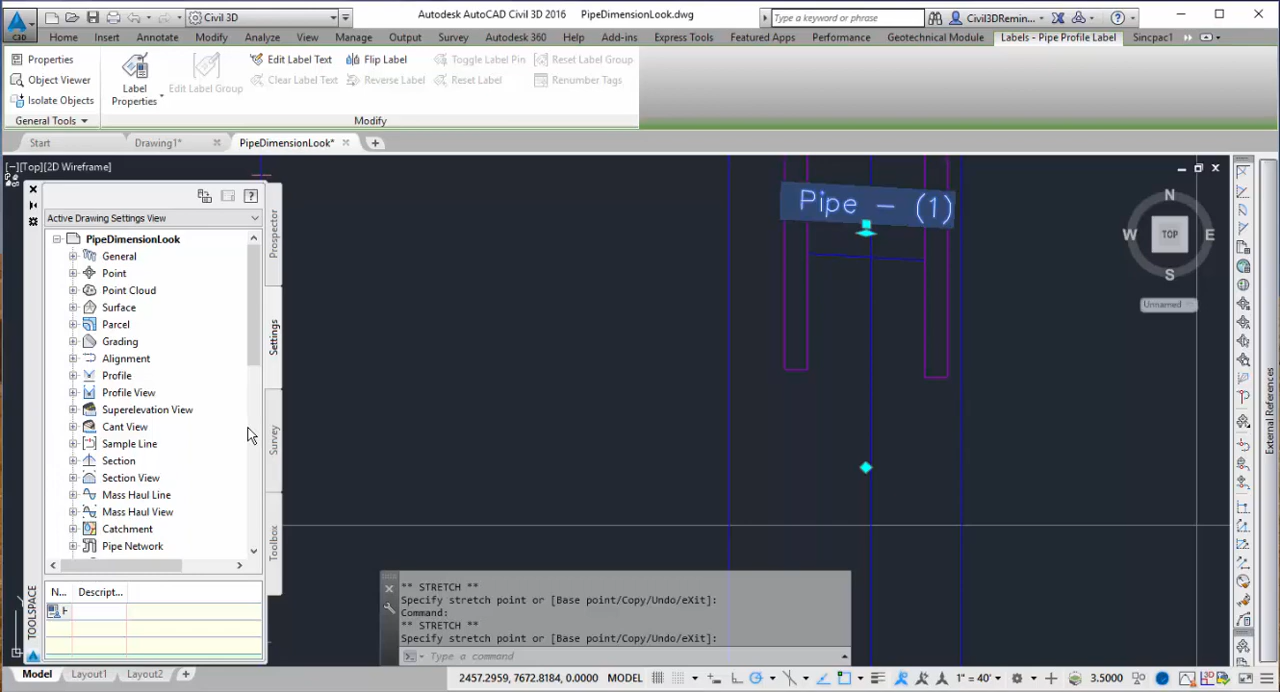 C3D
Civil 3D
Autodesk AutoCAD Civil 3D 2016 PipeDimensionLook.dwg
Type a keyword or phrase
Civil3DRemin...
Home Insert Annotate Modify Analyze View Manage Output Survey Autodesk 360 Help Add-ins Express Tools Featured Apps Performance Geotechnical Module Labels - Pipe Profile Label Sincpac1
Properties
Object Viewer
Isolate Objects
General Tools
Label Properties
Edit Label Group
Edit Label Text Flip Label Toggle Label Pin Reset Label Group
Clear Label Text Reverse Label Reset Label Renumber Tags
Modify
Start Drawing1* PipeDimensionLook*
[−][Top][2D Wireframe]
Active Drawing Settings View
PipeDimensionLook
General
Point
Point Cloud
Surface
Parcel
Grading
Alignment
Profile
Profile View
Superelevation View
Cant View
Sample Line
Section
Section View
Mass Haul Line
Mass Haul View
Catchment
Pipe Network
N... Descript...
Prospector
Settings
Survey
Toolbox
TOOLSPACE
Pipe - (1)
N
W TOP E
S
Unnamed
External References
** STRETCH **
Specify stretch point or [Base point/Copy/Undo/eXit]:
Command:
** STRETCH **
Specify stretch point or [Base point/Copy/Undo/eXit]:
Type a command
Model Layout1 Layout2
2457.2959, 7672.8184, 0.0000 MODEL 1" = 40' 3.5000